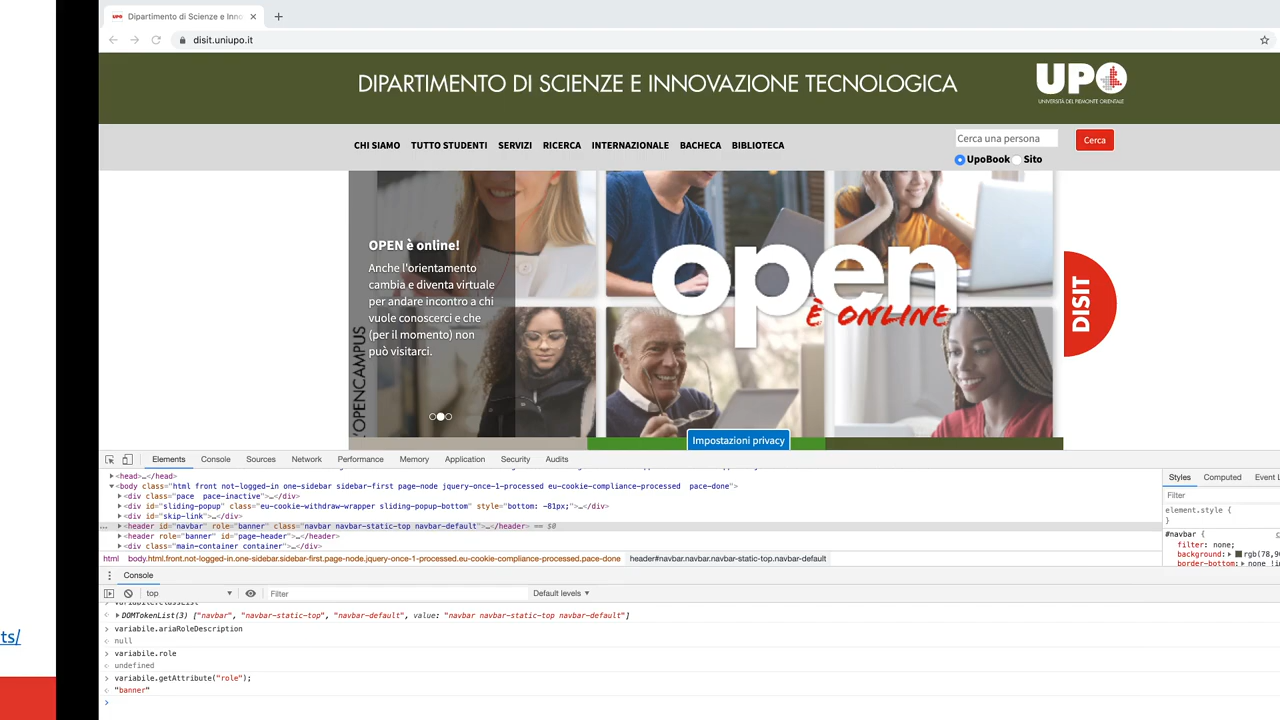 Dipartimento di Scienze e Inno
disit.uniupo.it
DIPARTIMENTO DI SCIENZE E INNOVAZIONE TECNOLOGICA
UPO
UNIVERSITÀ DEL PIEMONTE ORIENTALE
CHI SIAMO TUTTO STUDENTI SERVIZI RICERCA INTERNAZIONALE BACHECA BIBLIOTECA
Cerca una persona
Cerca
UpoBook Sito
OPEN è online!
Anche l'orientamento
cambia e diventa virtuale
per andare incontro a chi
vuole conoscerci e che
(per il momento) non
può visitarci.
L'OPENCAMPUS
open
È ONLINE
DISIT
Impostazioni privacy
Elements Console Sources Network Performance Memory Application Security Audits
<head>…</head>
<body class="html front not-logged-in one-sidebar sidebar-first page-node jquery-once-1-processed eu-cookie-compliance-processed pace-done">
<div class="pace pace-inactive">…</div>
<div id="sliding-popup" class="eu-cookie-withdraw-wrapper sliding-popup-bottom" style="bottom: -81px;">…</div>
<div id="skip-link">…</div>
… <header id="navbar" role="banner" class="navbar navbar-static-top navbar-default">…</header> == $0
<header role="banner" id="page-header">…</header>
<div class="main-container container">…</div>
html body.html.front.not-logged-in.one-sidebar.sidebar-first.page-node.jquery-once-1-processed.eu-cookie-compliance-processed.pace-done header#navbar.navbar.navbar-static-top.navbar-default
Styles Computed Event L
Filter
element.style {
}
#navbar {
filter: none;
background: rgb(78,9
border-bottom: none !i
Console
top Filter Default levels
variabile.classList
DOMTokenList(3) ["navbar", "navbar-static-top", "navbar-default", value: "navbar navbar-static-top navbar-default"]
variabile.ariaRoleDescription
null
variabile.role
undefined
variabile.getAttribute("role");
"banner"
ts/